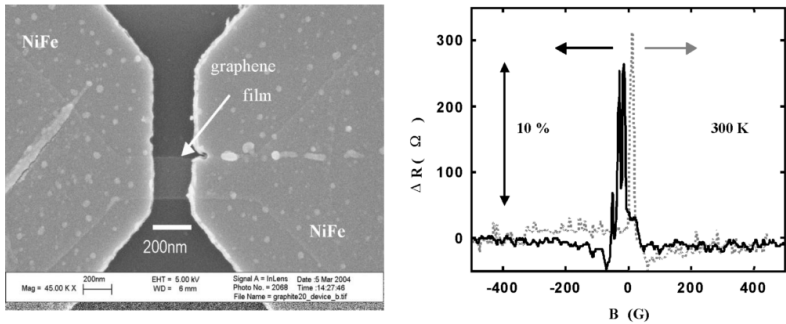 NiFe
graphene
film
200nm
NiFe
200nm
Mag = 45.00 K X
EHT = 5.00 kV
WD = 6 mm
Signal A = InLens
Photo No. = 2068
Date :5 Mar 2004
Time :14:27:46
File Name = graphite20_device_b.tif
Δ R ( Ω )
300
200
100
0
10 %
300 K
-400
-200
0
200
400
B (G)